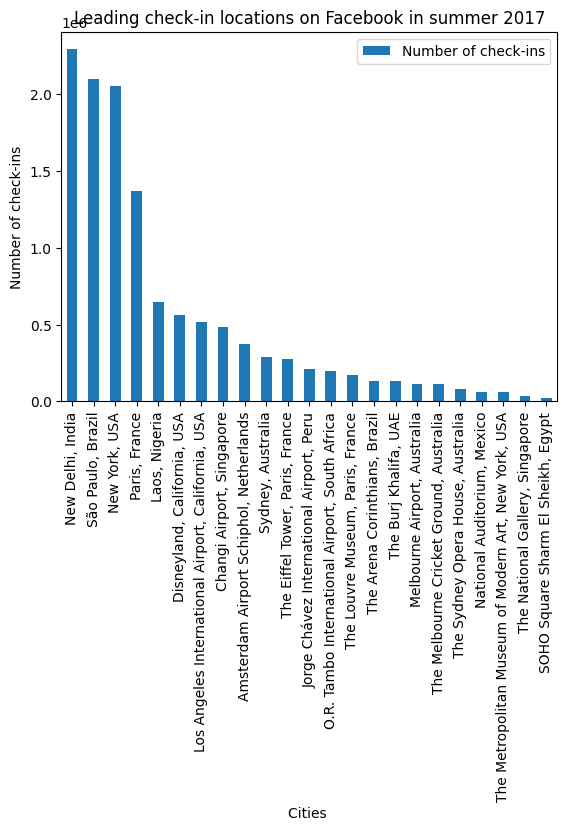 Leading check-in locations on Facebook in summer 2017
1e6
Number of check-ins
Number of check-ins
2.0
1.5
1.0
0.5
0.0
New Delhi, India
São Paulo, Brazil
New York, USA
Paris, France
Laos, Nigeria
Disneyland, California, USA
Los Angeles International Airport, California, USA
Changi Airport, Singapore
Amsterdam Airport Schiphol, Netherlands
Sydney, Australia
The Eiffel Tower, Paris, France
Jorge Chávez International Airport, Peru
O.R. Tambo International Airport, South Africa
The Louvre Museum, Paris, France
The Arena Corinthians, Brazil
The Burj Khalifa, UAE
Melbourne Airport, Australia
The Melbourne Cricket Ground, Australia
The Sydney Opera House, Australia
National Auditorium, Mexico
The Metropolitan Museum of Modern Art, New York, USA
The National Gallery, Singapore
SOHO Square Sharm El Sheikh, Egypt
Cities